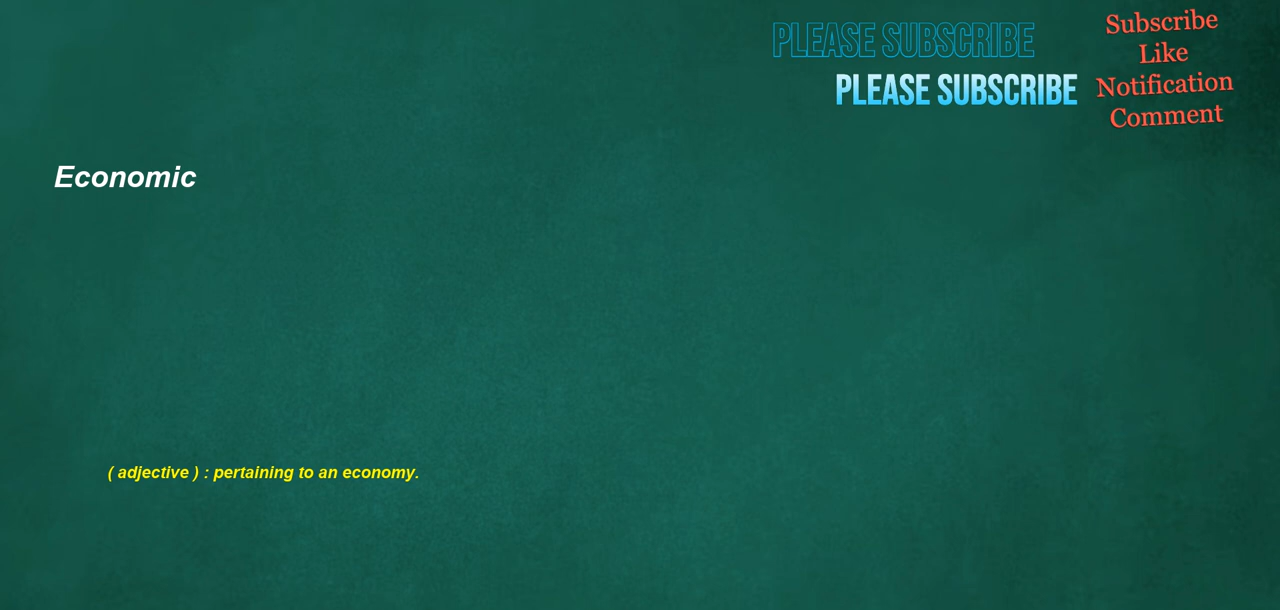 PLEASE SUBSCRIBE
PLEASE SUBSCRIBE
Subscribe
Like
Notification
Comment
Economic
( adjective ) : pertaining to an economy.